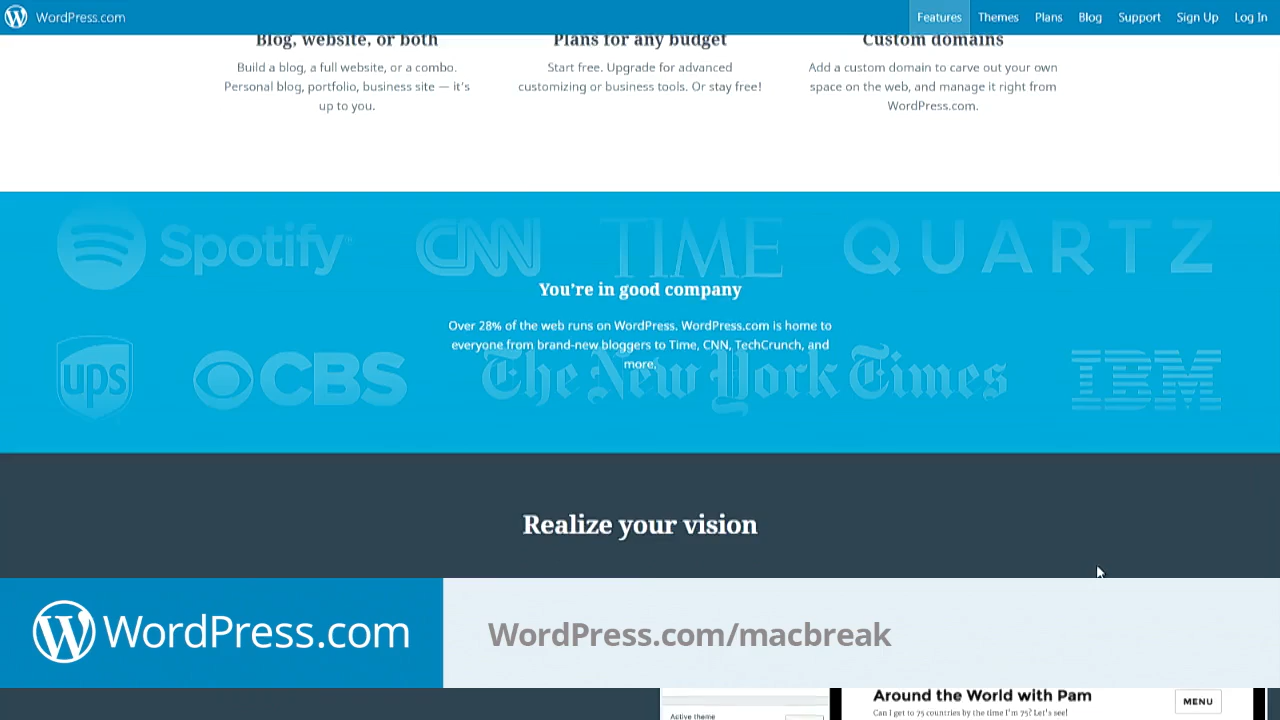 WordPress.com
Features
Themes
Plans
Blog
Support
Sign Up
Log In
Blog, website, or both
Build a blog, a full website, or a combo.
Personal blog, portfolio, business site — it's
up to you.
Plans for any budget
Start free. Upgrade for advanced
customizing or business tools. Or stay free!
Custom domains
Add a custom domain to carve out your own
space on the web, and manage it right from
WordPress.com.
Spotify
CNN
TIME
QUARTZ
You're in good company
Over 28% of the web runs on WordPress. WordPress.com is home to
everyone from brand-new bloggers to Time, CNN, TechCrunch, and
more.
ups
CBS
The New York Times
IBM
Realize your vision
WordPress.com
WordPress.com/macbreak
Active theme
Around the World with Pam
Can I get to 75 countries by the time I'm 75? Let's see!
MENU